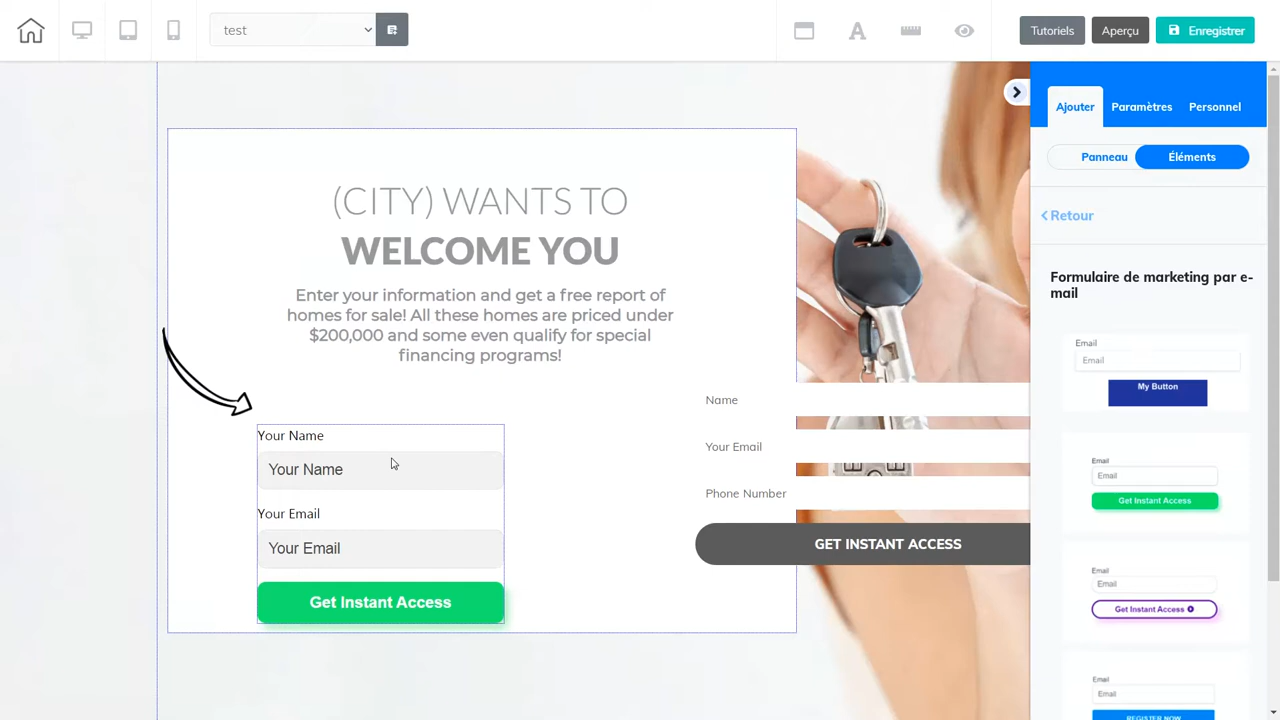 test
Tutoriels
Aperçu
Enregistrer
Ajouter
Paramètres
Personnel
Panneau
Éléments
Retour
Formulaire de marketing par e-
mail
Email
Email
My Button
Email
Email
Get Instant Access
Email
Email
Get Instant Access
Email
Email
REGISTER NOW
(CITY) WANTS TO
WELCOME YOU
Enter your information and get a free report of
homes for sale! All these homes are priced under
$200,000 and some even qualify for special
financing programs!
Your Name
Your Name
Your Email
Your Email
Get Instant Access
Name
Your Email
Phone Number
GET INSTANT ACCESS